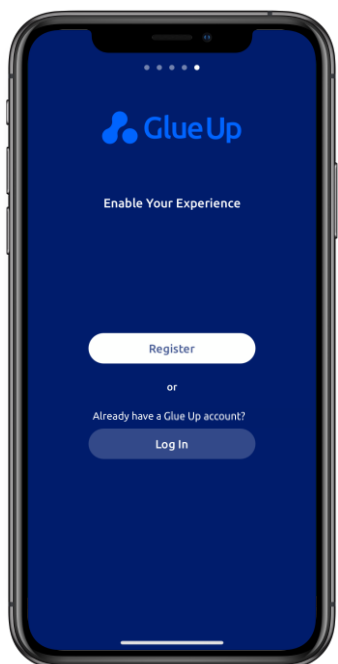 Glue Up
Enable Your Experience
Register
or
Already have a Glue Up account?
Log In